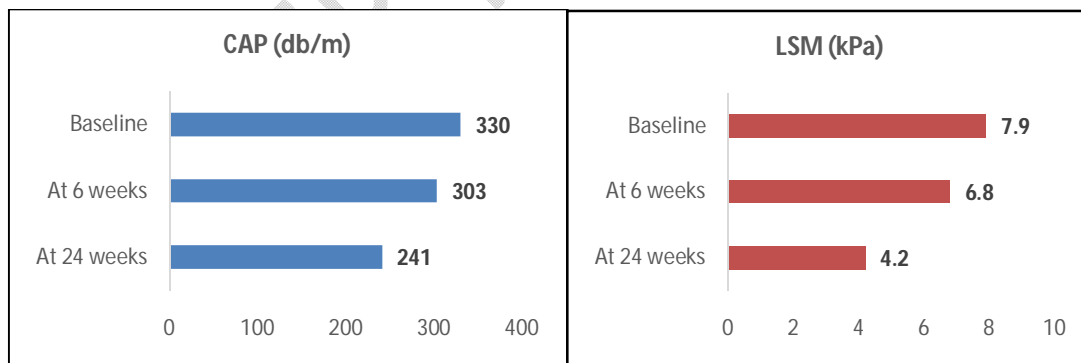 CAP (db/m)
Baseline 330
At 6 weeks 303
At 24 weeks 241
0 100 200 300 400
LSM (kPa)
Baseline 7.9
At 6 weeks 6.8
At 24 weeks 4.2
0 2 4 6 8 10